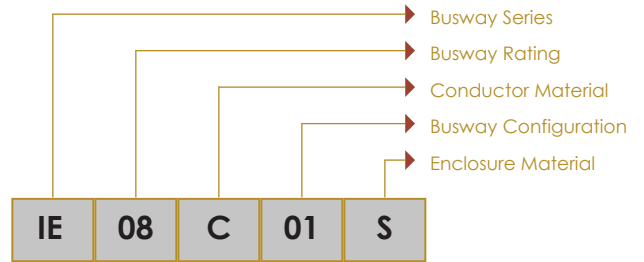 Busway Series
Busway Rating
Conductor Material
Busway Configuration
Enclosure Material
IE 08 C 01 S